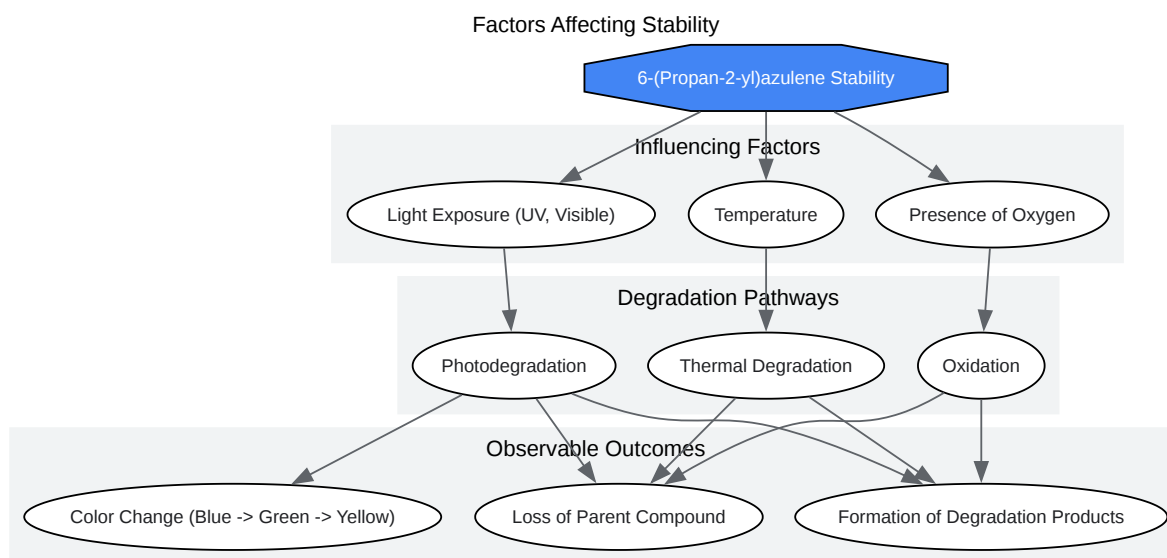 Factors Affecting Stability
6-(Propan-2-yl)azulene Stability
Influencing Factors
Light Exposure (UV, Visible)
Temperature
Presence of Oxygen
Degradation Pathways
Photodegradation
Thermal Degradation
Oxidation
Observable Outcomes
Color Change (Blue -> Green -> Yellow)
Loss of Parent Compound
Formation of Degradation Products